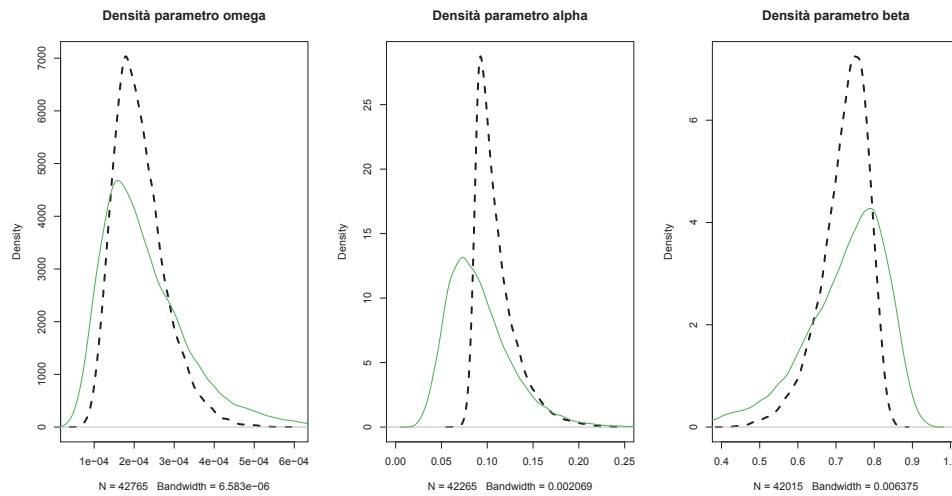 Densità parametro omega
Density
0
1000
2000
3000
4000
5000
6000
7000
1e−04
2e−04
3e−04
4e−04
5e−04
6e−04
N = 42765 Bandwidth = 6.583e−06
Densità parametro alpha
Density
0
5
10
15
20
25
0.00
0.05
0.10
0.15
0.20
0.25
N = 42265 Bandwidth = 0.002069
Densità parametro beta
Density
0
2
4
6
0.4
0.5
0.6
0.7
0.8
0.9
N = 42015 Bandwidth = 0.006375